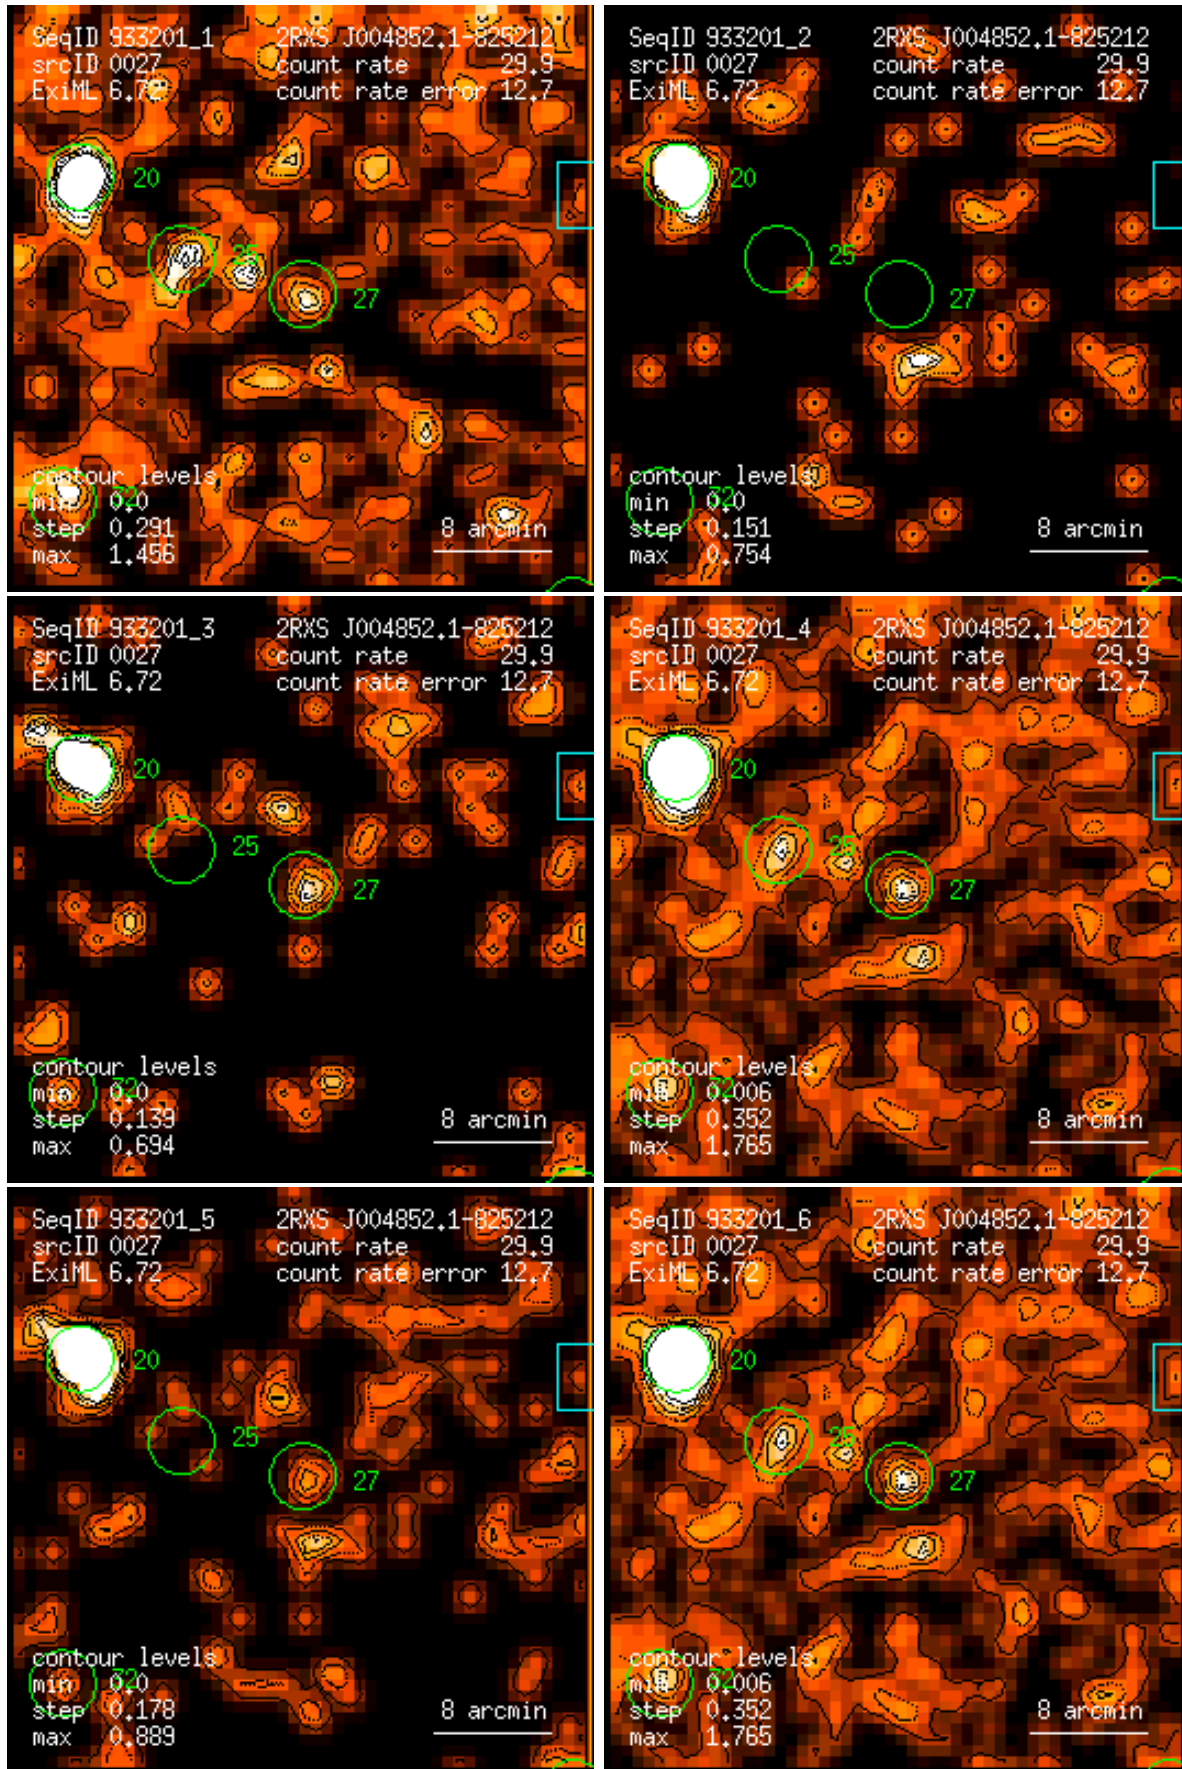 SeqID 933201_1 2RXS J004852.1-825212
srcID 0027 count rate 29.9
ExiML 6.72 count rate error 12.7
20
25
27
contour levels
32
min 0.0
step 0.291 8 arcmin
max 1.456
SeqID 933201_2 2RXS J004852.1-825212
srcID 0027 count rate 29.9
ExiML 6.72 count rate error 12.7
20
25
27
contour levels
32
min 0.0
step 0.151 8 arcmin
max 0.754
SeqID 933201_3 2RXS J004852.1-825212
srcID 0027 count rate 29.9
ExiML 6.72 count rate error 12.7
20
25
27
contour levels
32
min 0.0
step 0.139 8 arcmin
max 0.694
SeqID 933201_4 2RXS J004852.1-825212
srcID 0027 count rate 29.9
ExiML 6.72 count rate error 12.7
20
25
27
contour levels
32
min 0.006
step 0.352 8 arcmin
max 1.765
SeqID 933201_5 2RXS J004852.1-825212
srcID 0027 count rate 29.9
ExiML 6.72 count rate error 12.7
20
25
27
contour levels
32
min 0.0
step 0.178 8 arcmin
max 0.889
SeqID 933201_6 2RXS J004852.1-825212
srcID 0027 count rate 29.9
ExiML 6.72 count rate error 12.7
20
25
27
contour levels
32
min 0.006
step 0.352 8 arcmin
max 1.765